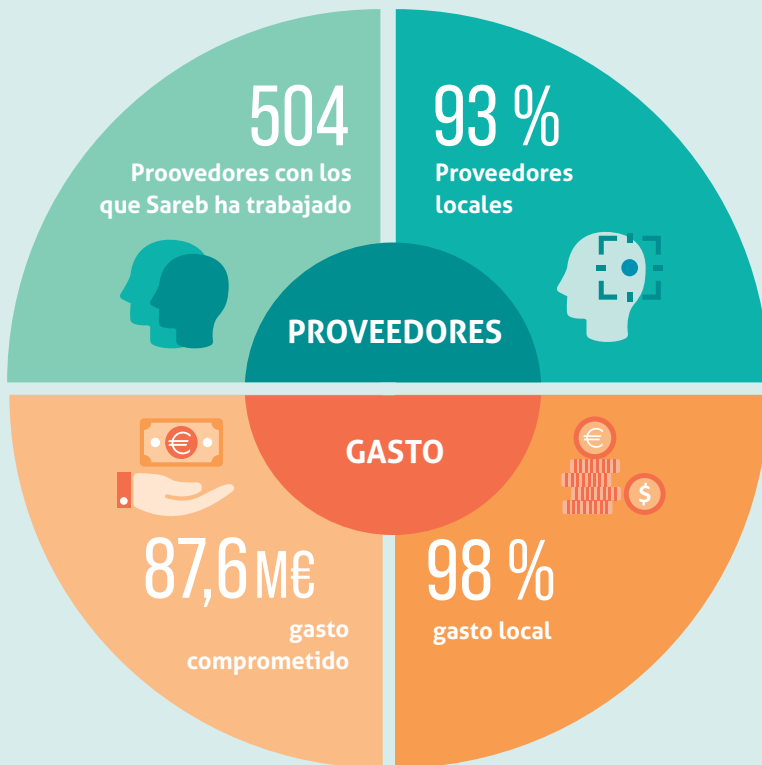 504
Proovedores con los
que Sareb ha trabajado
93 %
Proveedores
locales
PROVEEDORES
GASTO
€
87,6 M€
gasto
comprometido
€
$
98 %
gasto local